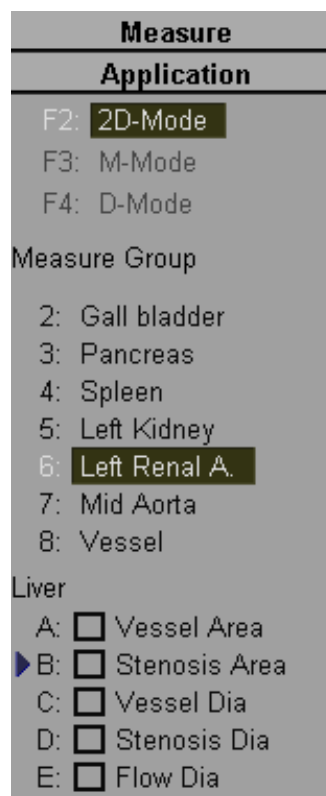 Measure
Application
F2: 2D-Mode
F3: M-Mode
F4: D-Mode
Measure Group
2: Gall bladder
3: Pancreas
4: Spleen
5: Left Kidney
6: Left Renal A.
7: Mid Aorta
8: Vessel
Liver
A: Vessel Area
B: Stenosis Area
C: Vessel Dia
D: Stenosis Dia
E: Flow Dia